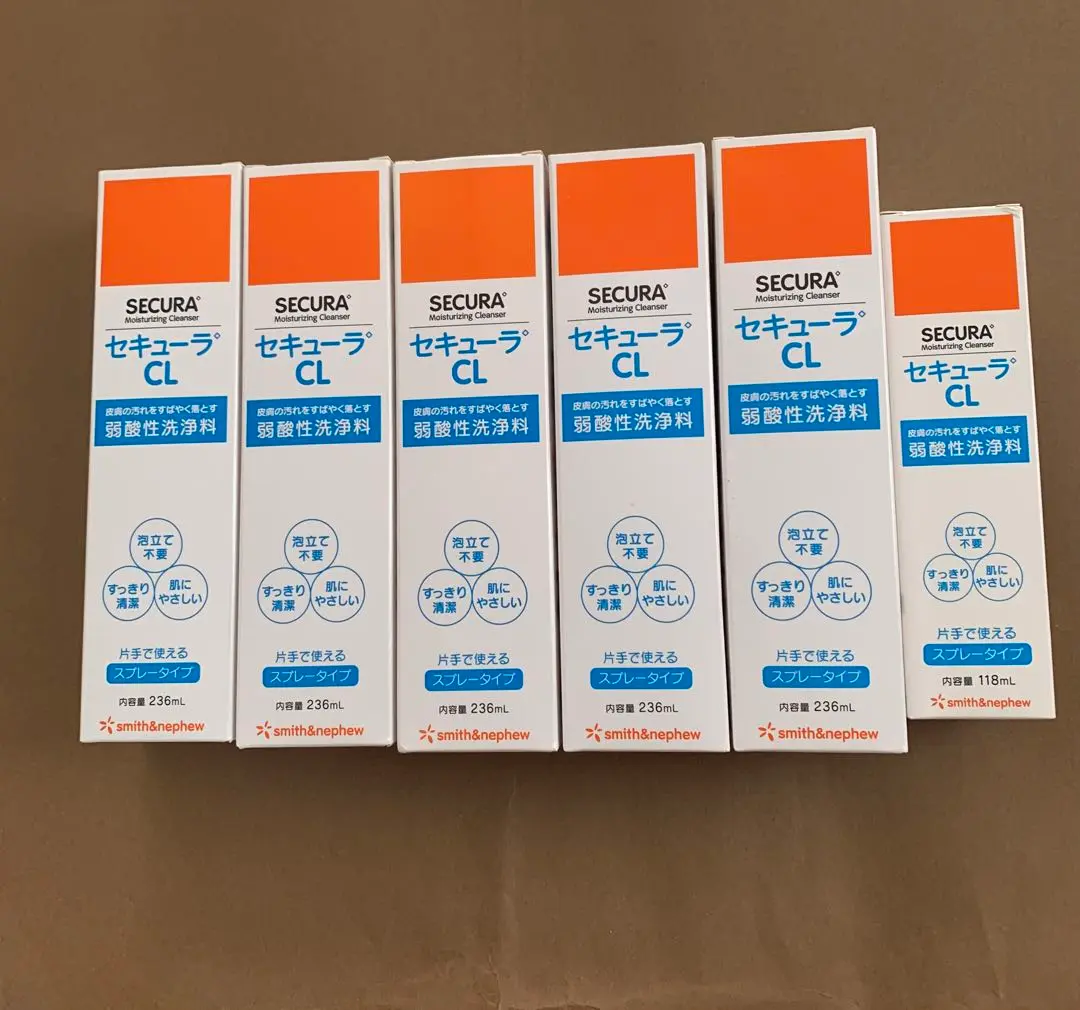 SECURA◇
Moisturizing Cleanser
セキューラ◇
CL
皮膚の汚れをすばやく落とす
弱酸性洗浄料
泡立て
不要
すっきり
清潔
肌に
やさしい
片手で使える
スプレータイプ
内容量 236mL
smith&nephew
SECURA◇
Moisturizing Cleanser
セキューラ◇
CL
皮膚の汚れをすばやく落とす
弱酸性洗浄料
泡立て
不要
すっきり
清潔
肌に
やさしい
片手で使える
スプレータイプ
内容量 236mL
smith&nephew
SECURA◇
Moisturizing Cleanser
セキューラ◇
CL
皮膚の汚れをすばやく落とす
弱酸性洗浄料
泡立て
不要
すっきり
清潔
肌に
やさしい
片手で使える
スプレータイプ
内容量 236mL
smith&nephew
SECURA◇
Moisturizing Cleanser
セキューラ◇
CL
皮膚の汚れをすばやく落とす
弱酸性洗浄料
泡立て
不要
すっきり
清潔
肌に
やさしい
片手で使える
スプレータイプ
内容量 236mL
smith&nephew
SECURA◇
Moisturizing Cleanser
セキューラ◇
CL
皮膚の汚れをすばやく落とす
弱酸性洗浄料
泡立て
不要
すっきり
清潔
肌に
やさしい
片手で使える
スプレータイプ
内容量 236mL
smith&nephew
SECURA◇
Moisturizing Cleanser
セキューラ◇
CL
皮膚の汚れをすばやく落とす
弱酸性洗浄料
泡立て
不要
すっきり
清潔
肌に
やさしい
片手で使える
スプレータイプ
内容量 118mL
smith&nephew